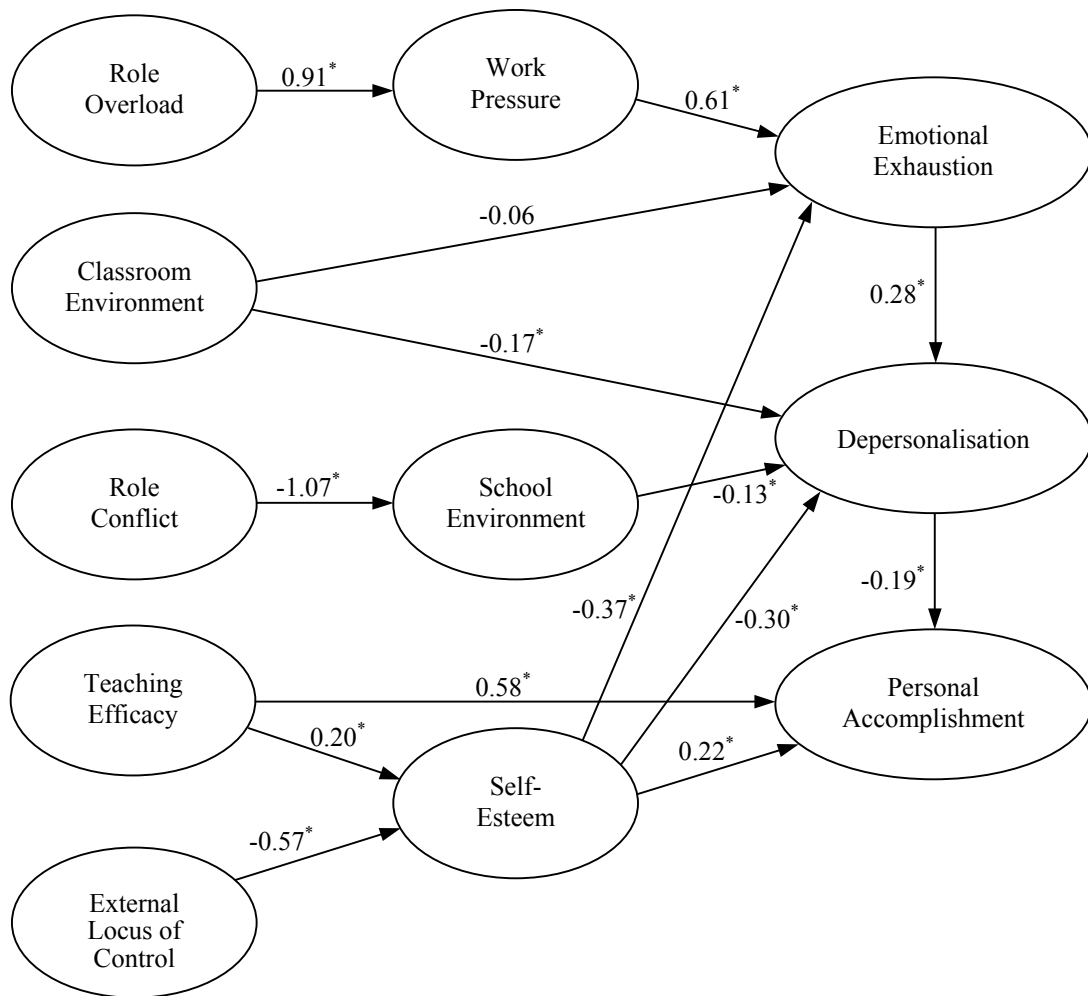 Role
Overload
0.91*
Work
Pressure
0.61*
Emotional
Exhaustion
Classroom
Environment
-0.06
-0.17*
0.28*
Depersonalisation
Role
Conflict
-1.07*
School
Environment
-0.13*
-0.37*
-0.30*
-0.19*
Teaching
Efficacy
0.58*
0.20*
Personal
Accomplishment
Self-
Esteem
0.22*
-0.57*
External
Locus of
Control